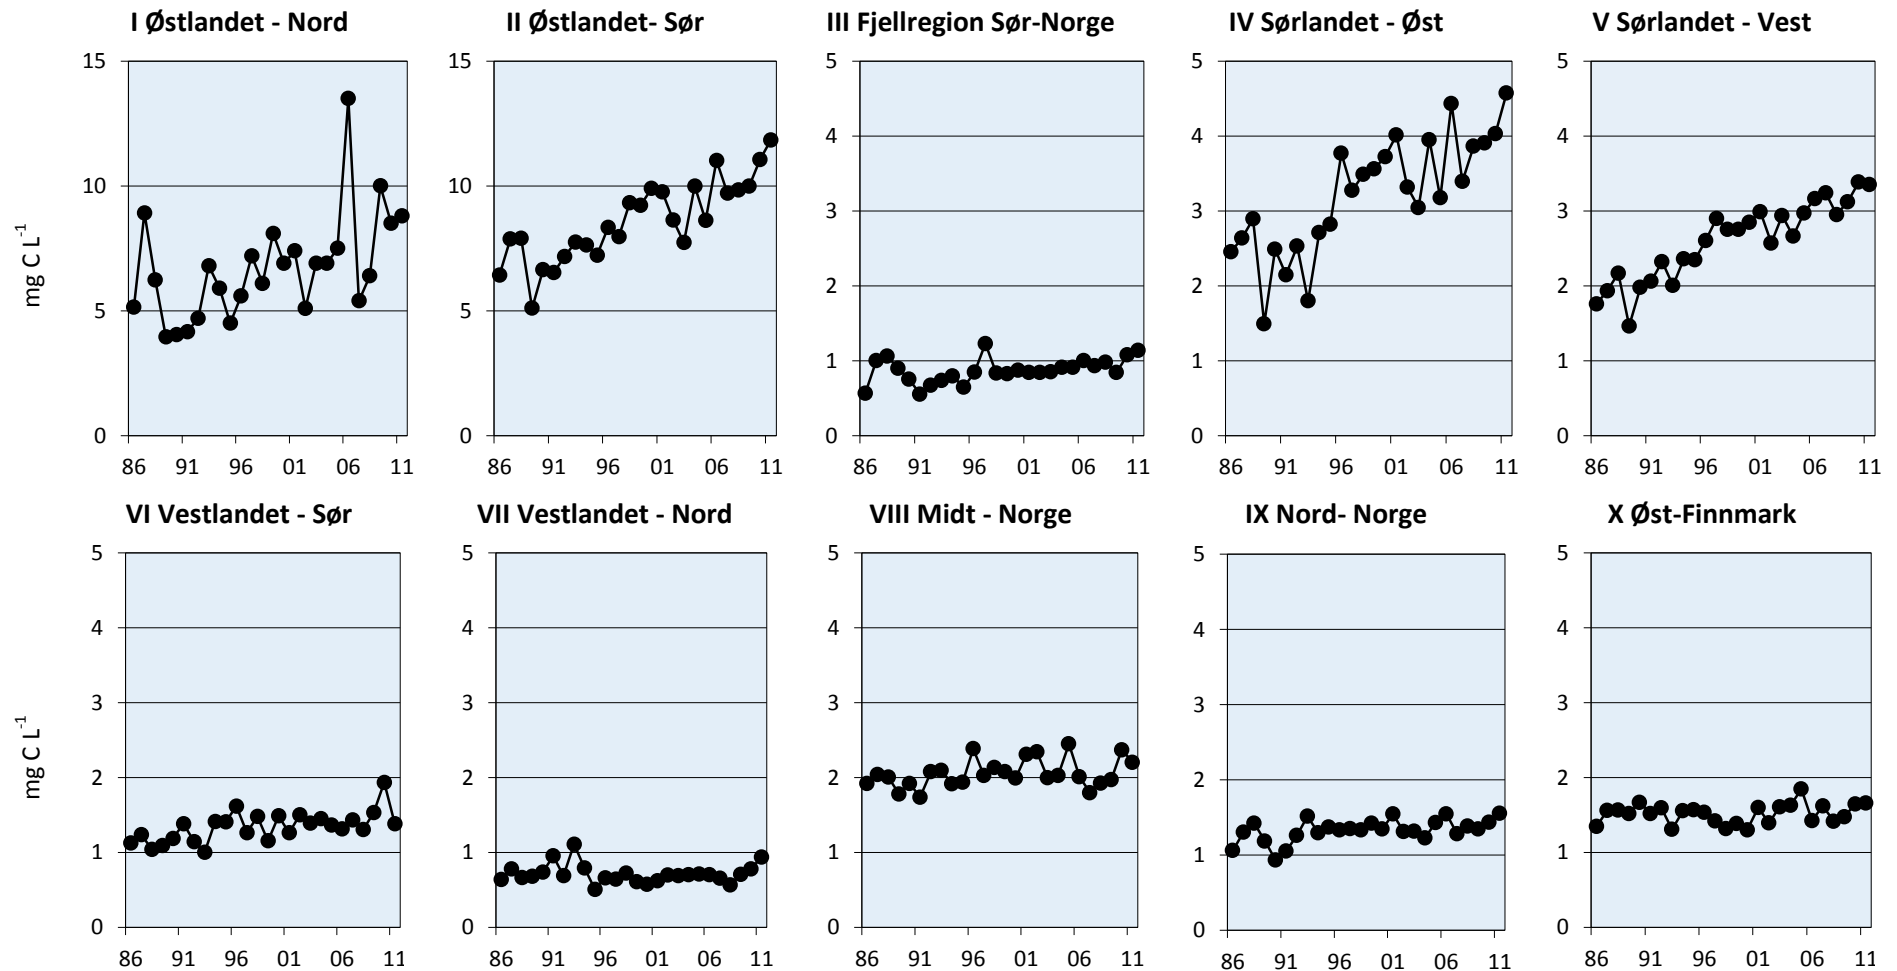 I Østlandet - Nord
II Østlandet- Sør
III Fjellregion Sør-Norge
IV Sørlandet - Øst
V Sørlandet - Vest
mg C L-1
15
10
5
0
86 91 96 01 06 11
15
10
5
0
86 91 96 01 06 11
5
4
3
2
1
0
86 91 96 01 06 11
5
4
3
2
1
0
86 91 96 01 06 11
5
4
3
2
1
0
86 91 96 01 06 11
VI Vestlandet - Sør
VII Vestlandet - Nord
VIII Midt - Norge
IX Nord- Norge
X Øst-Finnmark
mg C L-1
5
4
3
2
1
0
86 91 96 01 06 11
5
4
3
2
1
0
86 91 96 01 06 11
5
4
3
2
1
0
86 91 96 01 06 11
5
4
3
2
1
0
86 91 96 01 06 11
5
4
3
2
1
0
86 91 96 01 06 11